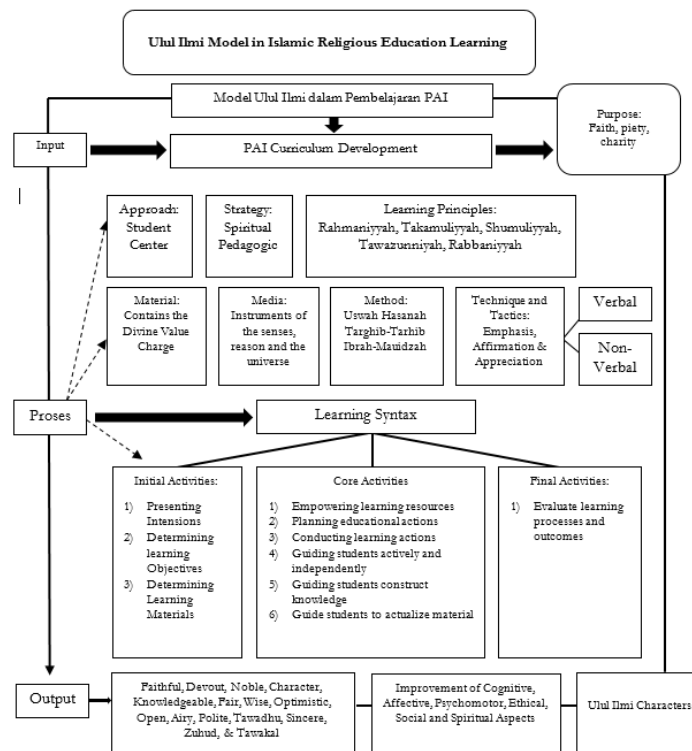 Ulul Ilmi Model in Islamic Religious Education Learning
Model Ulul Ilmi dalam Pembelajaran PAI
Purpose:
Faith, piety,
charity
Input
PAI Curriculum Development
Approach:
Student
Center
Strategy:
Spiritual
Pedagogic
Learning Principles:
Rahmaniyyah, Takamuliyyah, Shumuliyyah,
Tawazunniyah, Rabbaniyyah
Material:
Contains the
Divine Value
Charge
Media:
Instruments of
the senses,
reason and the
universe
Method:
Uswah Hasanah
Targhib-Tarhib
Ibrah-Mauidzah
Technique and
Tactics:
Emphasis,
Affirmation &
Appreciation
Verbal
Non-
Verbal
Proses
Learning Syntax
Initial Activities:
1) Presenting
Intensions
2) Determining
learning
Objectives
3) Determining
Learning
Materials
Core Activities
1) Empowering learning resources
2) Planning educational actions
3) Conducting learning actions
4) Guiding students actively and
independently
5) Guiding students construct
knowledge
6) Guide students to actualize material
Final Activities:
1) Evaluate learning
processes and
outcomes
Output
Faithful, Devout, Noble, Character,
Knowledgeable, Fair, Wise, Optimistic,
Open, Airy, Polite, Tawadhu, Sincere,
Zuhud, & Tawakal
Improvement of Cognitive,
Affective, Psychomotor, Ethical,
Social and Spiritual Aspects
Ulul Ilmi Characters